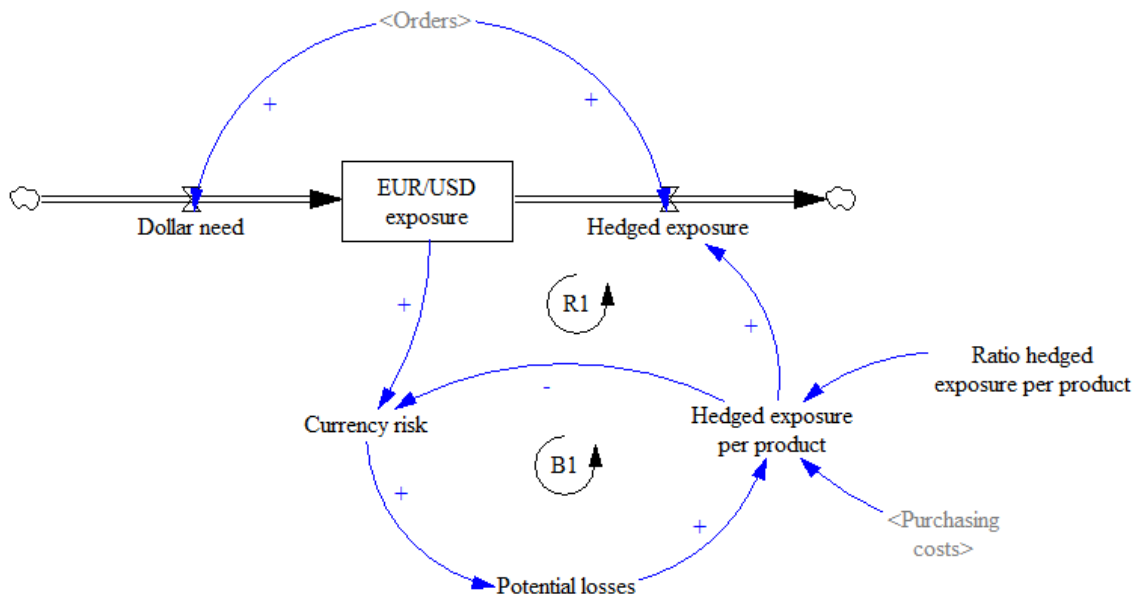 <Orders>
+
+
EUR/USD
exposure
Dollar need
Hedged exposure
+
R1
+
Ratio hedged
exposure per product
-
Currency risk
Hedged exposure
per product
B1
+
+
<Purchasing
costs>
Potential losses